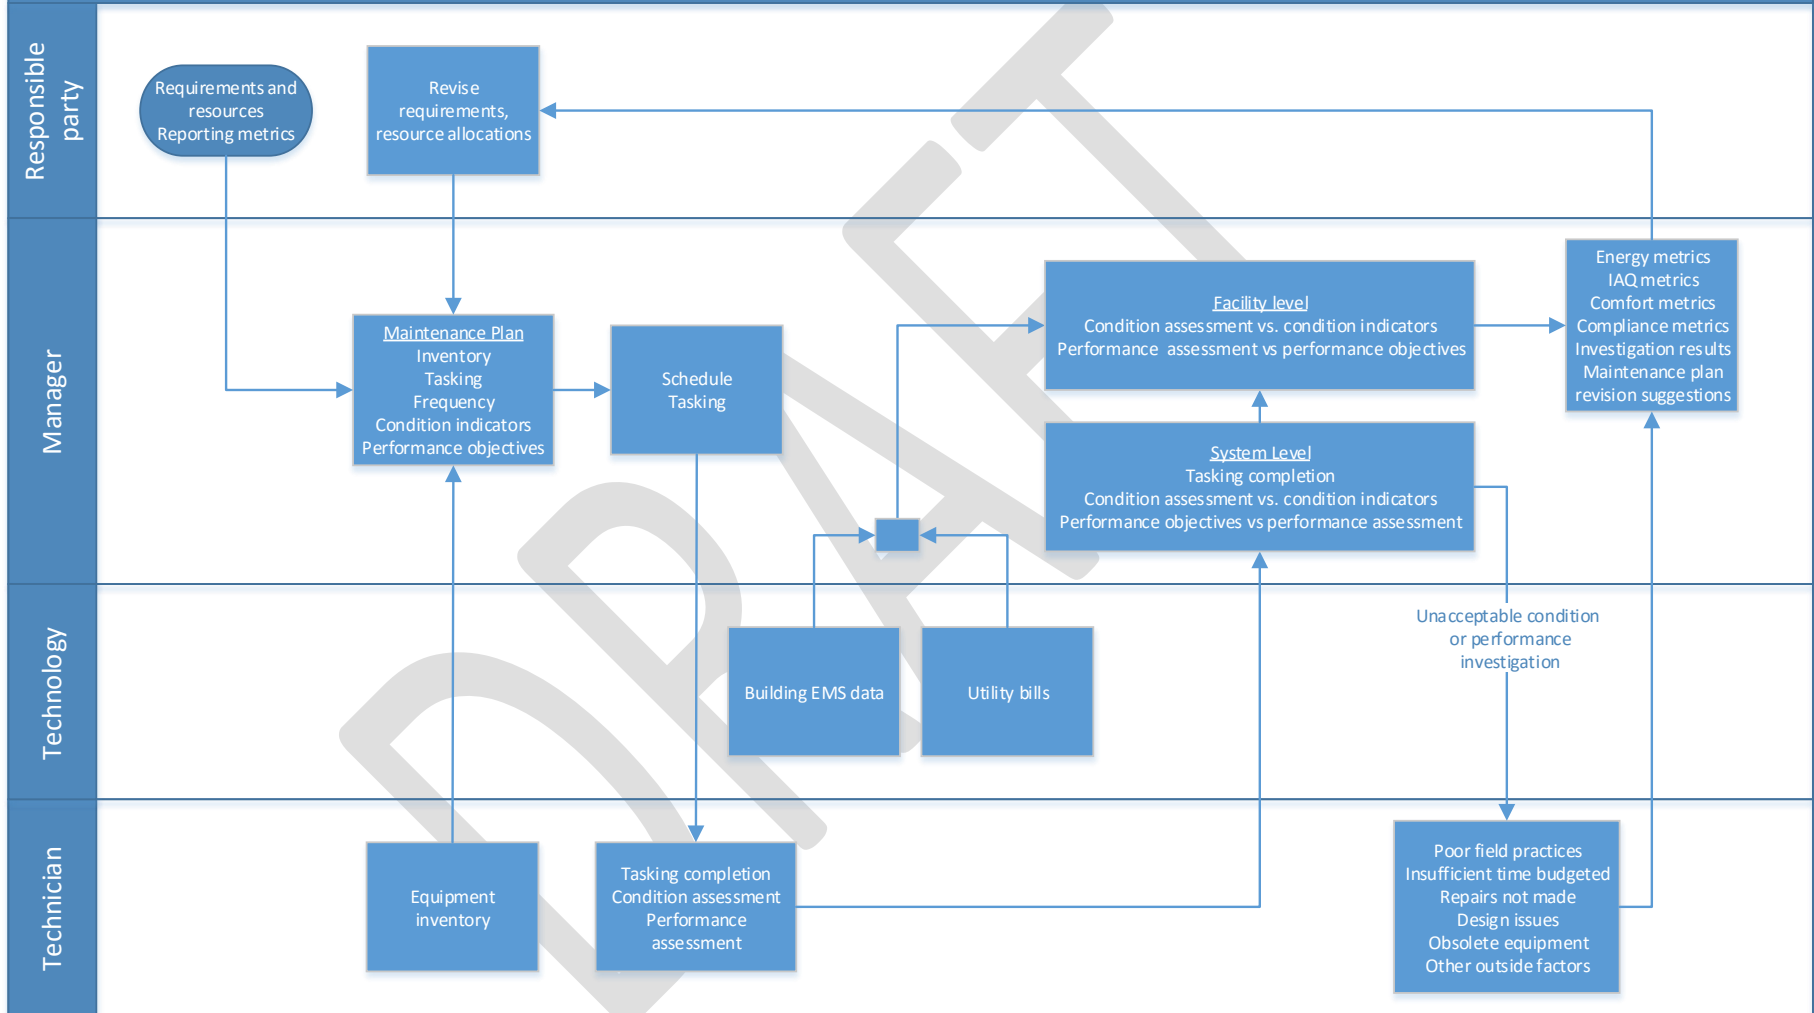 Responsible
party
Requirements and
resources
Reporting metrics
Revise
requirements,
resource allocations
Manager
Maintenance Plan
Inventory
Tasking
Frequency
Condition indicators
Performance objectives
Schedule
Tasking
Facility level
Condition assessment vs. condition indicators
Performance assessment vs performance objectives
System Level
Tasking completion
Condition assessment vs. condition indicators
Performance objectives vs performance assessment
Energy metrics
IAQ metrics
Comfort metrics
Compliance metrics
Investigation results
Maintenance plan
revision suggestions
Technology
Building EMS data
Utility bills
Unacceptable condition
or performance
investigation
Technician
Equipment
inventory
Tasking completion
Condition assessment
Performance
assessment
Poor field practices
Insufficient time budgeted
Repairs not made
Design issues
Obsolete equipment
Other outside factors
DRAFT